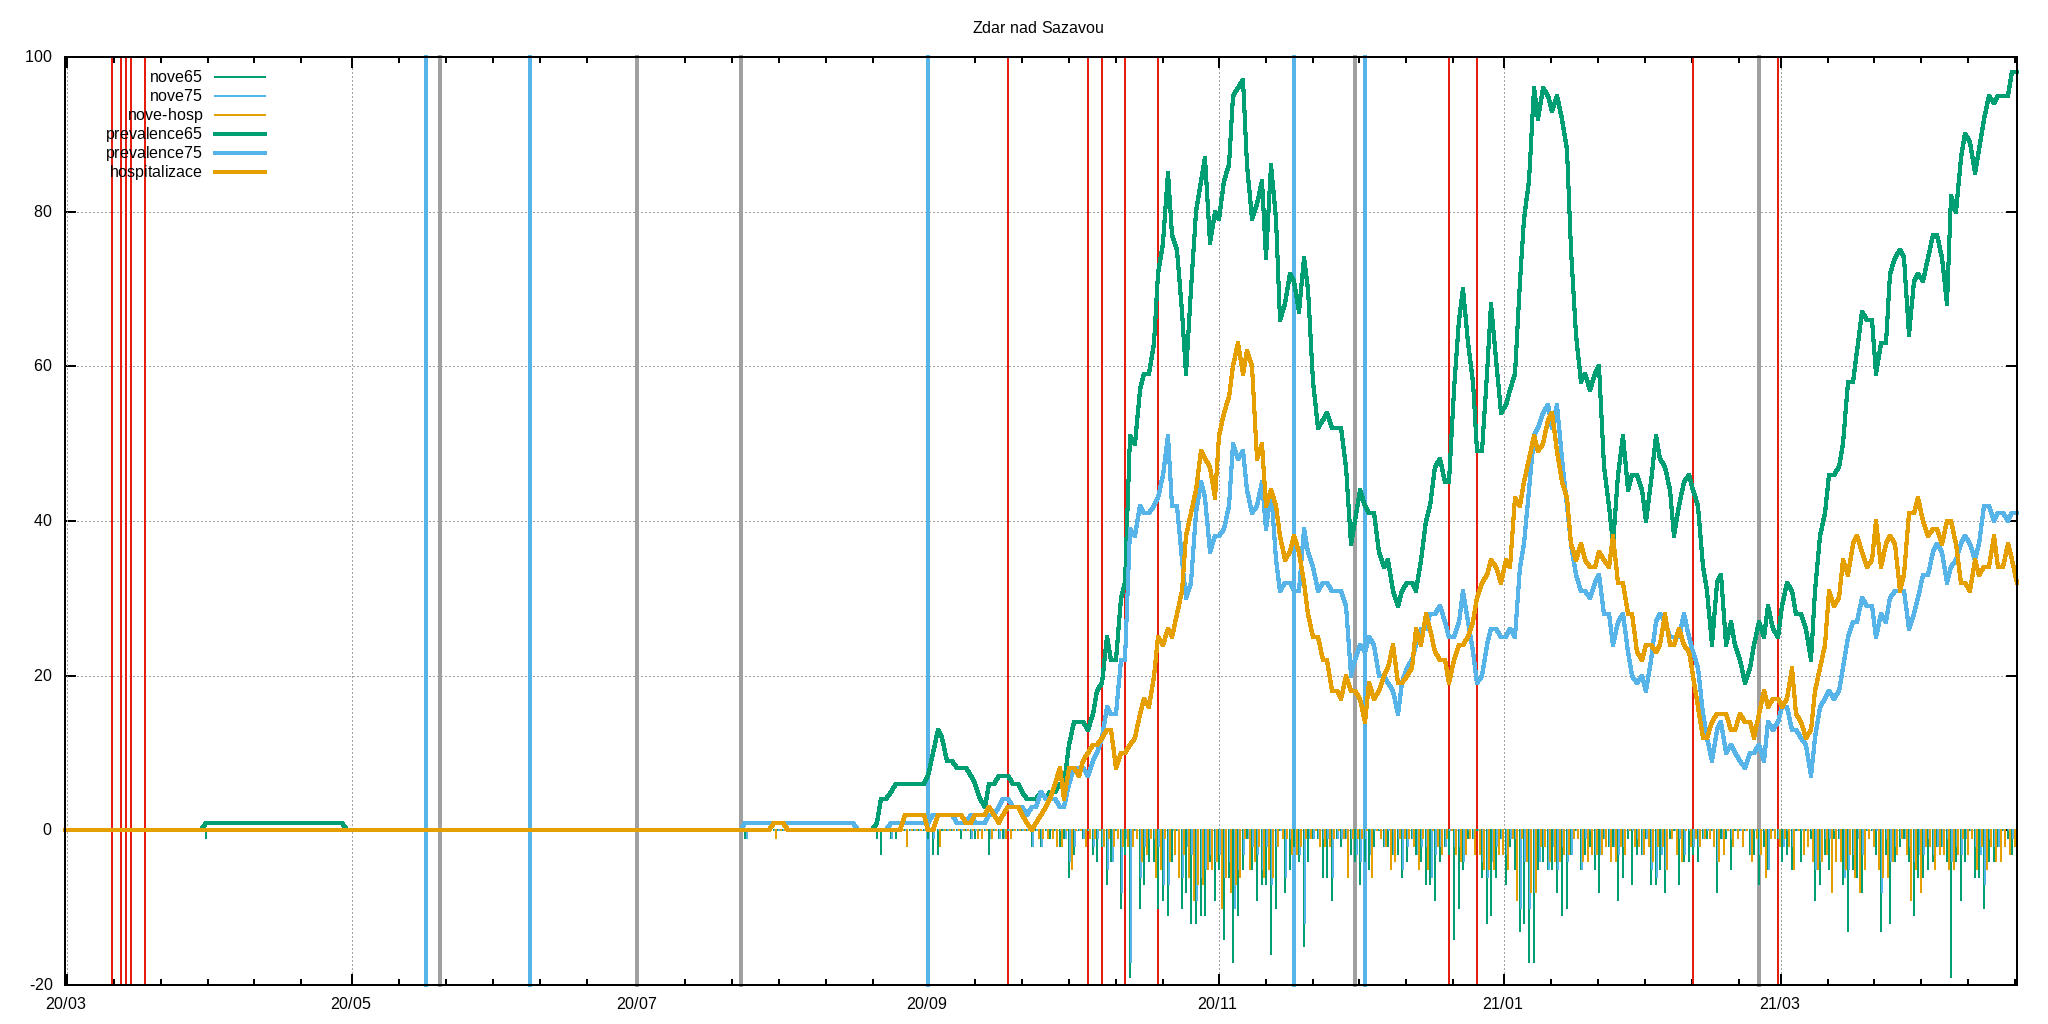 Zdar nad Sazavou
100
80
60
40
20
0
-20
nove65
nove75
nove-hosp
prevalence65
prevalence75
hospitalizace
20/03 20/05 20/07 20/09 20/11 21/01 21/03